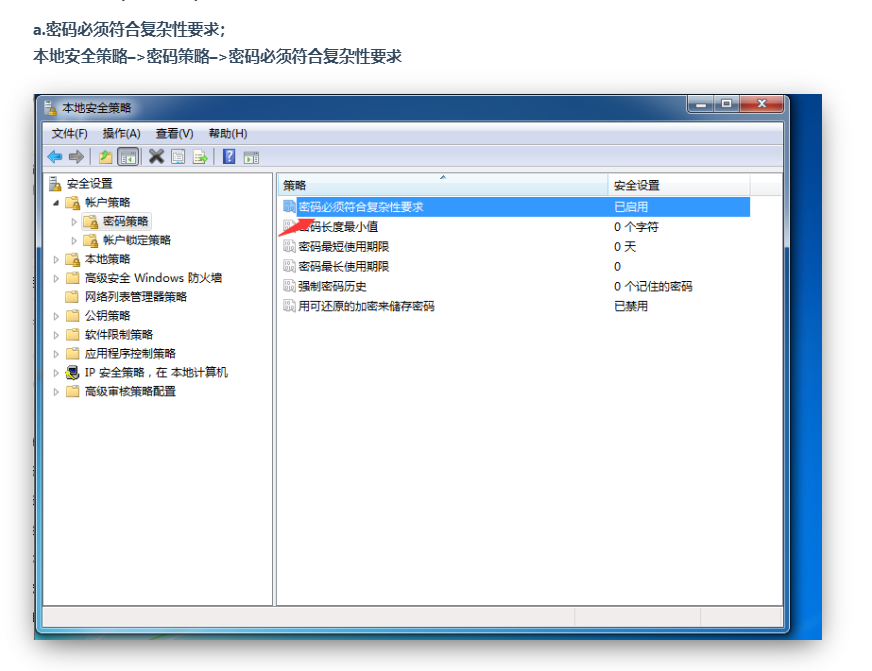 a.密码必须符合复杂性要求;
本地安全策略–>密码策略–>密码必须符合复杂性要求
本地安全策略
文件(F) 操作(A) 查看(V) 帮助(H)
安全设置
帐户策略
密码策略
帐户锁定策略
本地策略
高级安全 Windows 防火墙
网络列表管理器策略
公钥策略
软件限制策略
应用程序控制策略
IP 安全策略，在 本地计算机
高级审核策略配置
策略 安全设置
密码必须符合复杂性要求 已启用
码长度最小值 0 个字符
密码最短使用期限 0 天
密码最长使用期限 0
强制密码历史 0 个记住的密码
用可还原的加密来储存密码 已禁用